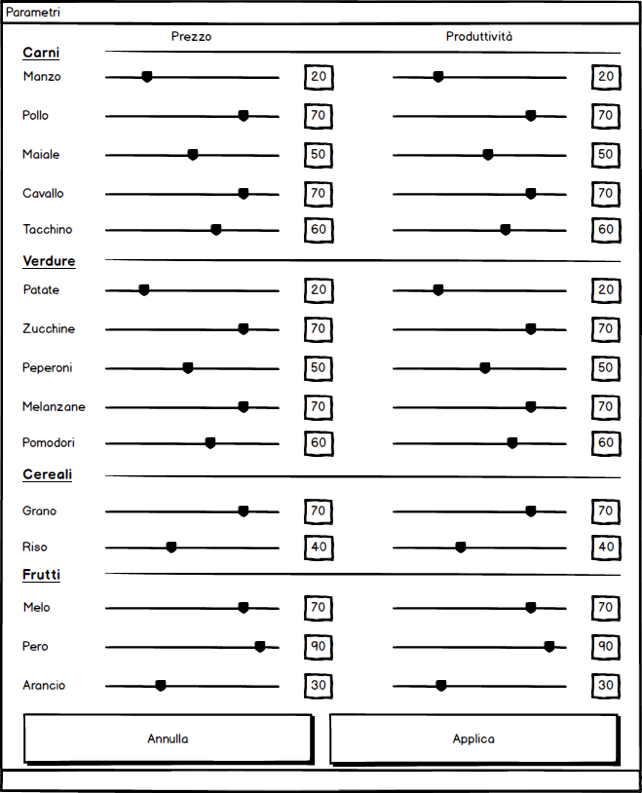 Parametri
Prezzo Produttività
Carni
Manzo 20 20
Pollo 70 70
Maiale 50 50
Cavallo 70 70
Tacchino 60 60
Verdure
Patate 20 20
Zucchine 70 70
Peperoni 50 50
Melanzane 70 70
Pomodori 60 60
Cereali
Grano 70 70
Riso 40 40
Frutti
Melo 70 70
Pero 90 90
Arancio 30 30
Annulla Applica